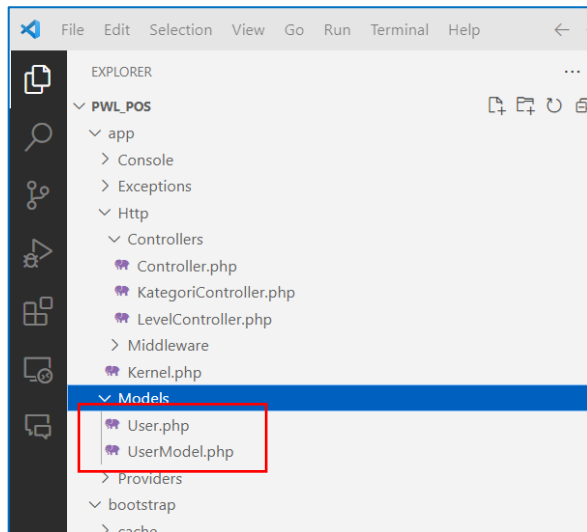 File Edit Selection View Go Run Terminal Help
EXPLORER
PWL_POS
app
Console
Exceptions
Http
Controllers
Controller.php
KategoriController.php
LevelController.php
Middleware
Kernel.php
Models
User.php
UserModel.php
Providers
bootstrap
cache